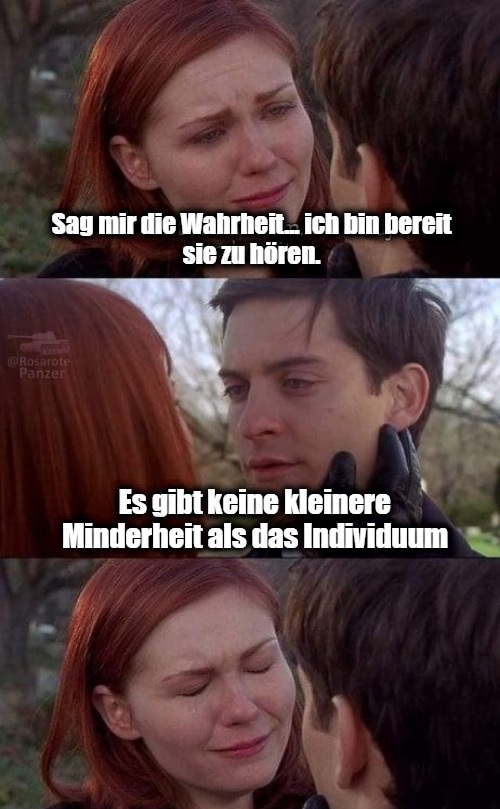 Sag mir die Wahrheit... ich bin bereit
sie zu hören.
@Rosarote
Panzer
Es gibt keine kleinere
Minderheit als das Individuum